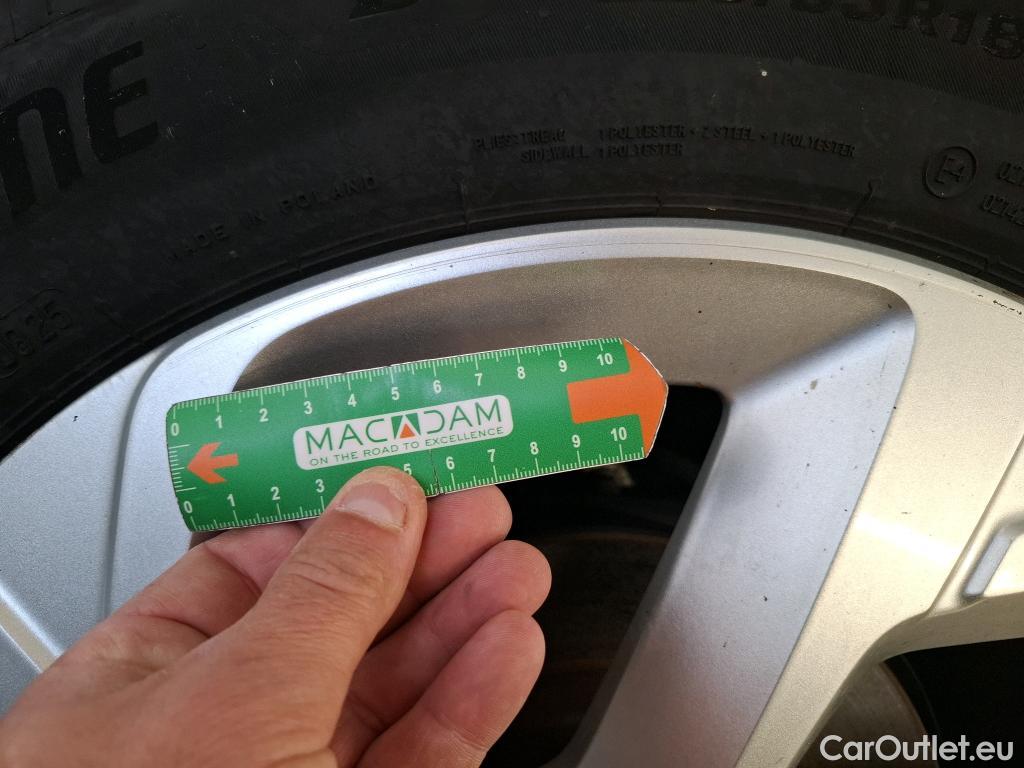 R18
NE
PLIES: TREAD 1 POLYESTER + 2 STEEL + 1 POLYESTER
SIDEWALL 1 POLYESTER
E4
MADE IN POLAND
0 1 2 3 4 5 6 7 8 9 10
MACADAM
ON THE ROAD TO EXCELLENCE
0 1 2 3 5 6 7 8 9 10
CarOutlet.eu